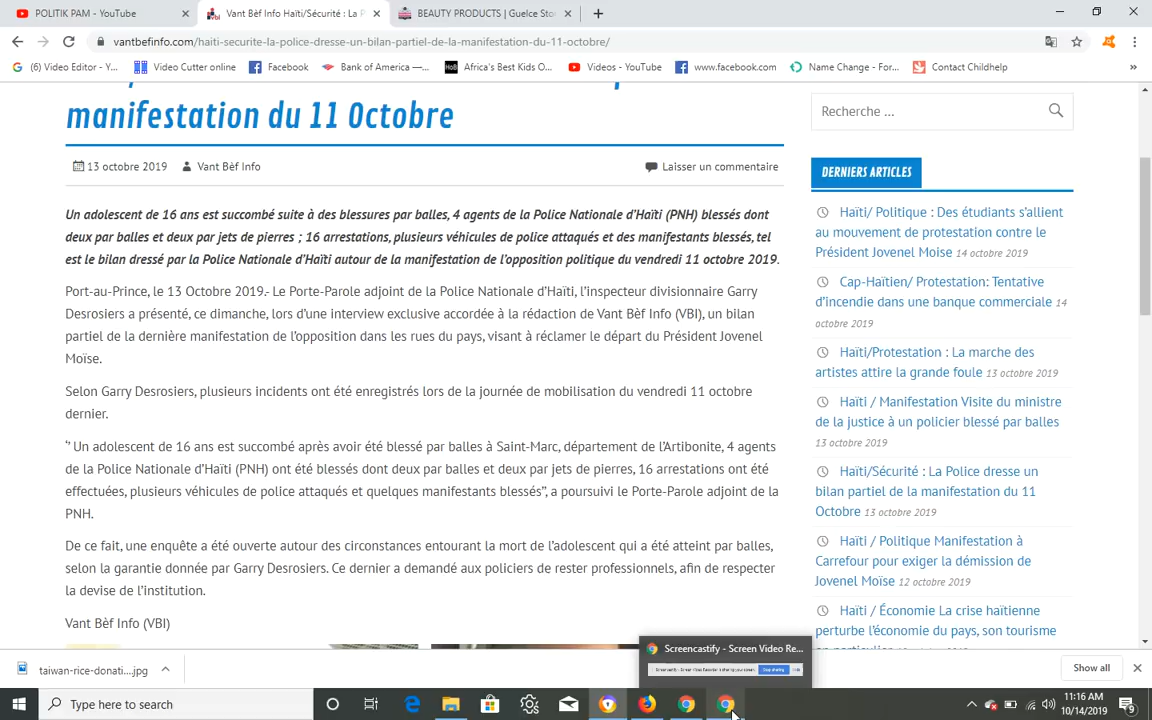 POLITIK PAM - YouTube
Vant Bèf Info Haïti/Sécurité : La P
BEAUTY PRODUCTS | Guelce Sto
vantbefinfo.com/haiti-securite-la-police-dresse-un-bilan-partiel-de-la-manifestation-du-11-octobre/
(6) Video Editor - Y...
Video Cutter online
Facebook
Bank of America —...
Africa's Best Kids O...
Videos - YouTube
www.facebook.com
Name Change - For...
Contact Childhelp
»
manifestation du 11 Octobre
13 octobre 2019
Vant Bèf Info
Laisser un commentaire
Un adolescent de 16 ans est succombé suite à des blessures par balles, 4 agents de la Police Nationale d’Haïti (PNH) blessés dont
deux par balles et deux par jets de pierres ; 16 arrestations, plusieurs véhicules de police attaqués et des manifestants blessés, tel
est le bilan dressé par la Police Nationale d’Haïti autour de la manifestation de l’opposition politique du vendredi 11 octobre 2019.
Port-au-Prince, le 13 Octobre 2019.- Le Porte-Parole adjoint de la Police Nationale d’Haïti, l’inspecteur divisionnaire Garry
Desrosiers a présenté, ce dimanche, lors d’une interview exclusive accordée à la rédaction de Vant Bèf Info (VBI), un bilan
partiel de la dernière manifestation de l’opposition dans les rues du pays, visant à réclamer le départ du Président Jovenel
Moïse.
Selon Garry Desrosiers, plusieurs incidents ont été enregistrés lors de la journée de mobilisation du vendredi 11 octobre
dernier.
‘’ Un adolescent de 16 ans est succombé après avoir été blessé par balles à Saint-Marc, département de l’Artibonite, 4 agents
de la Police Nationale d’Haïti (PNH) ont été blessés dont deux par balles et deux par jets de pierres, 16 arrestations ont été
effectuées, plusieurs véhicules de police attaqués et quelques manifestants blessés’’, a poursuivi le Porte-Parole adjoint de la
PNH.
De ce fait, une enquête a été ouverte autour des circonstances entourant la mort de l’adolescent qui a été atteint par balles,
selon la garantie donnée par Garry Desrosiers. Ce dernier a demandé aux policiers de rester professionnels, afin de respecter
la devise de l’institution.
Vant Bèf Info (VBI)
Recherche …
DERNIERS ARTICLES
Haïti/ Politique : Des étudiants s’allient
au mouvement de protestation contre le
Président Jovenel Moise 14 octobre 2019
Cap-Haïtien/ Protestation: Tentative
d’incendie dans une banque commerciale 14
octobre 2019
Haïti/Protestation : La marche des
artistes attire la grande foule 13 octobre 2019
Haïti / Manifestation Visite du ministre
de la justice à un policier blessé par balles
13 octobre 2019
Haïti/Sécurité : La Police dresse un
bilan partiel de la manifestation du 11
Octobre 13 octobre 2019
Haïti / Politique Manifestation à
Carrefour pour exiger la démission de
Jovenel Moïse 12 octobre 2019
Haïti / Économie La crise haïtienne
perturbe l’économie du pays, son tourisme
Screencastify - Screen Video Re...
Stop sharing
taiwan-rice-donati....jpg
Show all
Type here to search
11:16 AM
10/14/2019
9